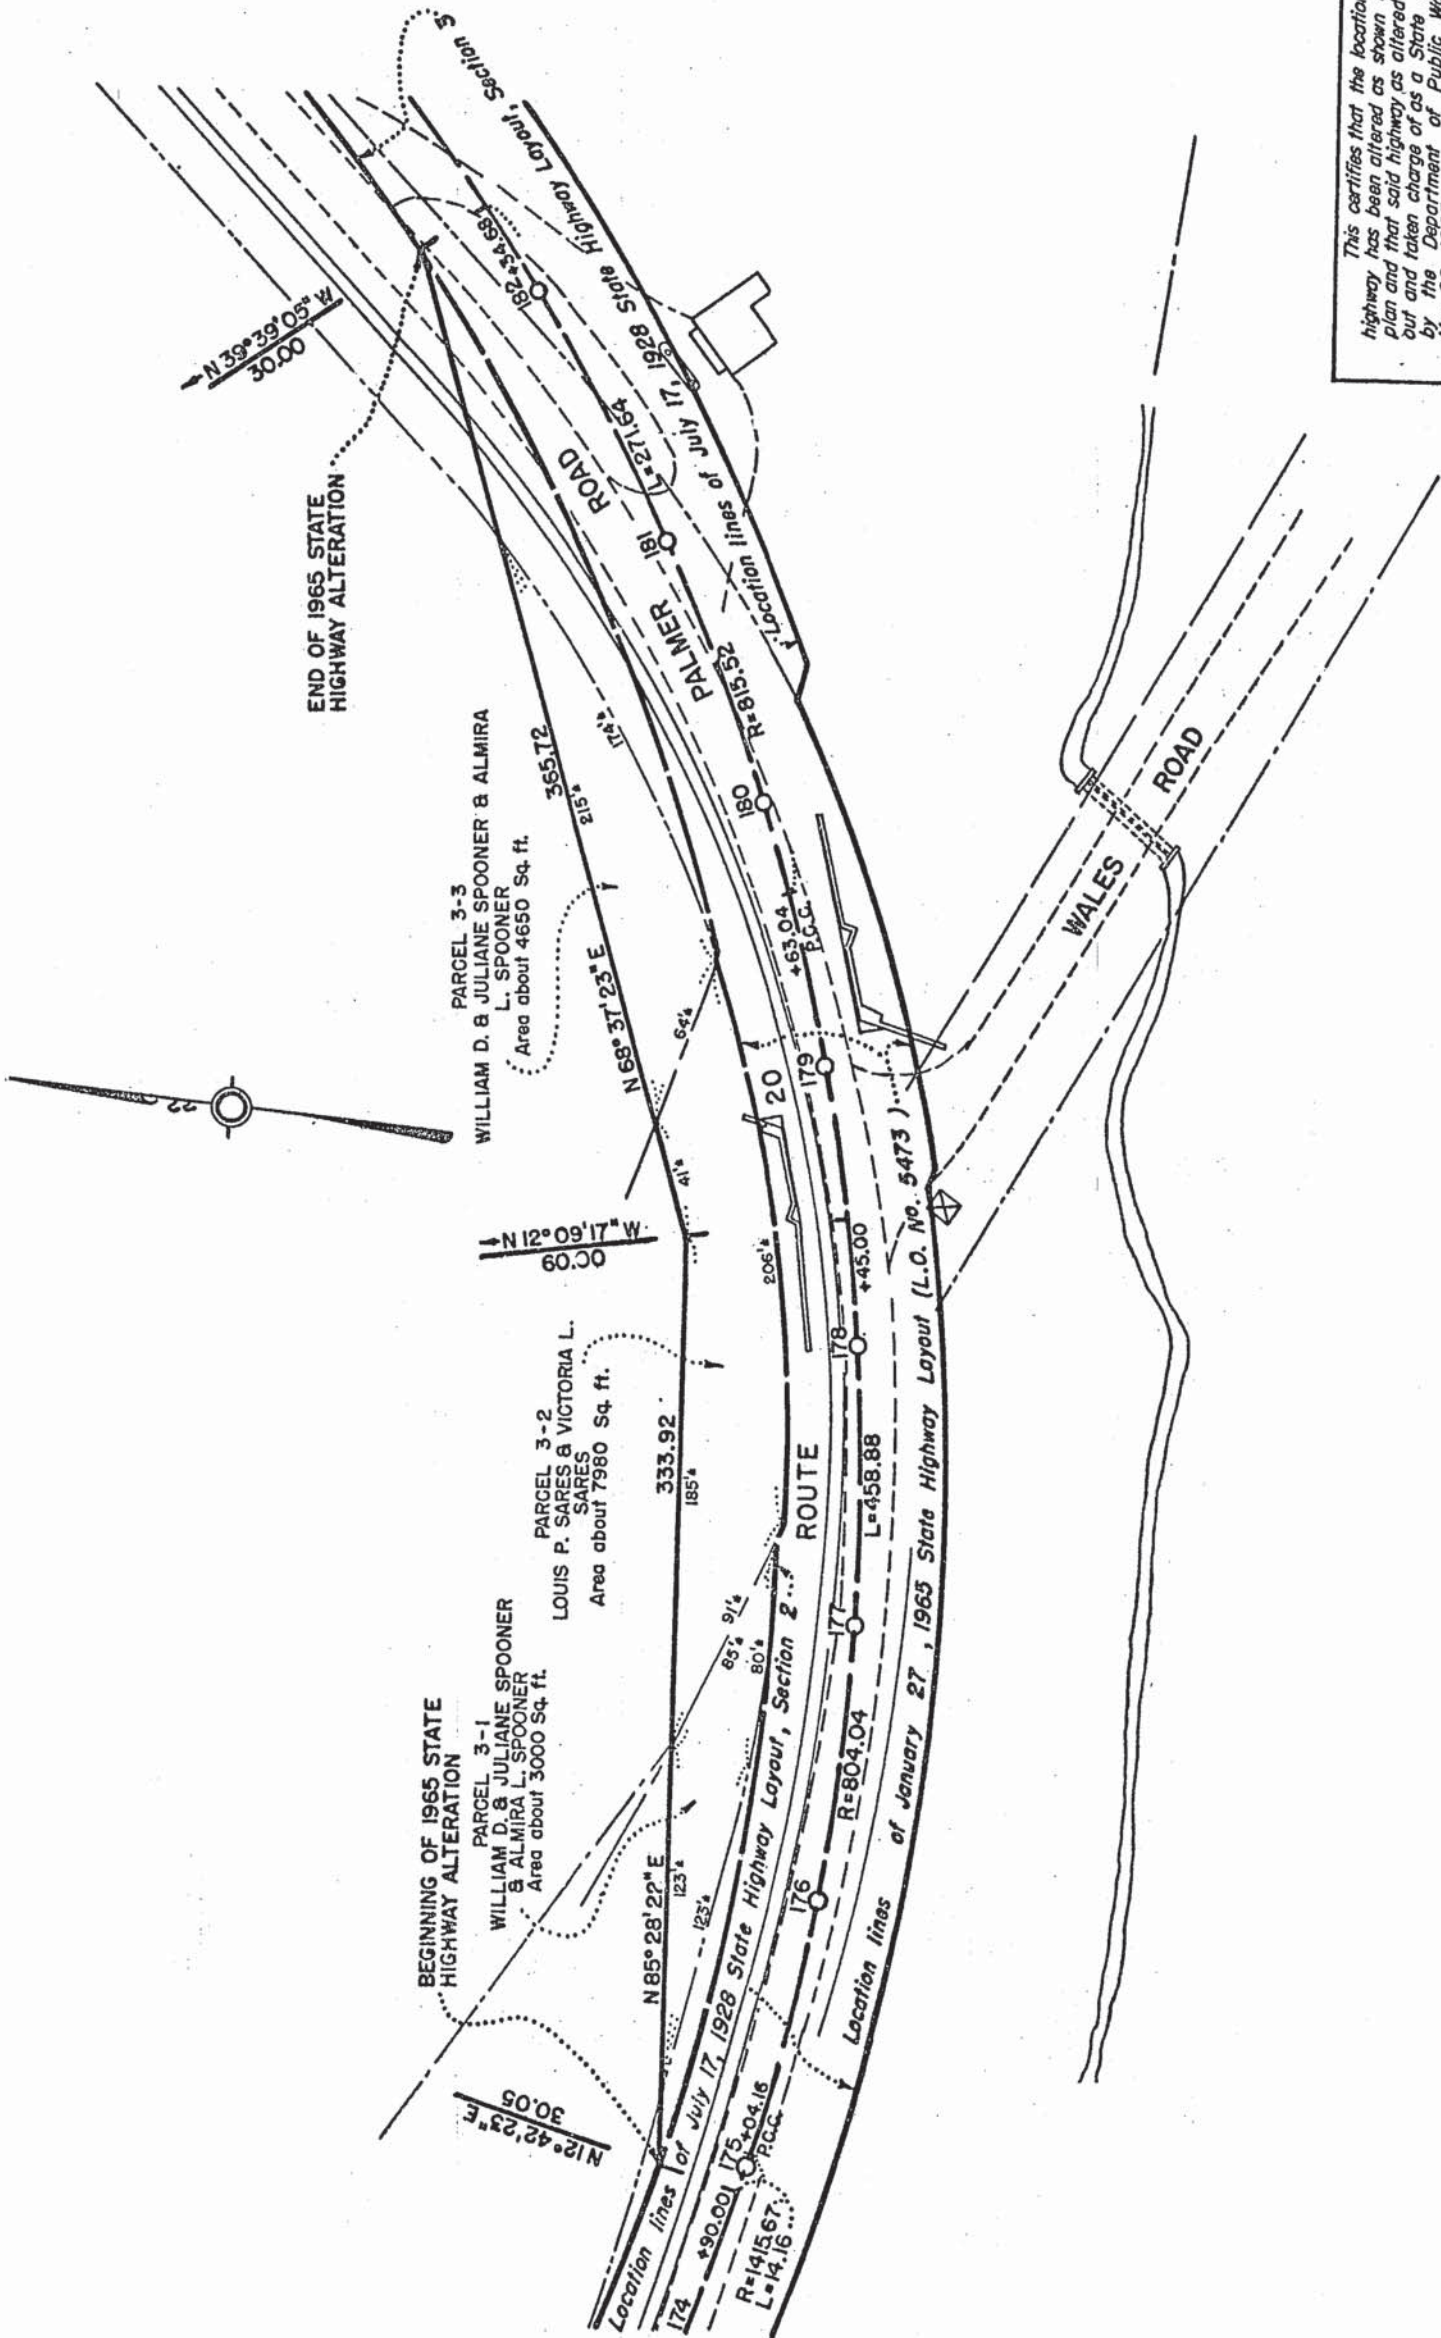 BEGINNING OF 1965 STATE
HIGHWAY ALTERATION
PARCEL 3-1
WILLIAM D. & JULIANE SPOONER
& ALMIRA L. SPOONER
Area about 3000 Sq. ft.
PARCEL 3-2
LOUIS P. SARES & VICTORIA L.
SARES
Area about 7980 Sq. ft.
PARCEL 3-3
WILLIAM D. & JULIANE SPOONER & ALMIRA
L. SPOONER
Area about 4650 Sq. ft.
END OF 1965 STATE
HIGHWAY ALTERATION
N 12° 42' 23" E
30.05
N 85° 28' 22" E
333.92
123'±
123'±
185'±
85'±
91'±
80'±
N 12° 09' 17" W
60.00
206'±
41'±
64'±
N 68° 37' 23" E
365.72
215'±
174'±
N 39° 39' 05" W
30.00
Location lines of July 17, 1928 State Highway Layout, Section 2
ROUTE 20
PALMER ROAD
174
+90.00
175
+04.16
P.C.C.
R=1415.67
L=14.16
176
R=804.04
177
L=458.88
178
+45.00
179
+63.04
P.C.C.
180
R=815.52
181
L=271.64
182+34.68
Location lines of January 27, 1965 State Highway Layout (L.O. No. 5473)
Location lines of July 17, 1928 State Highway Layout, Section 3
WALES ROAD
This certifies that the location
highway has been altered as shown
plan and that said highway as altered
but and taken charge of as a State
by the Department of Public